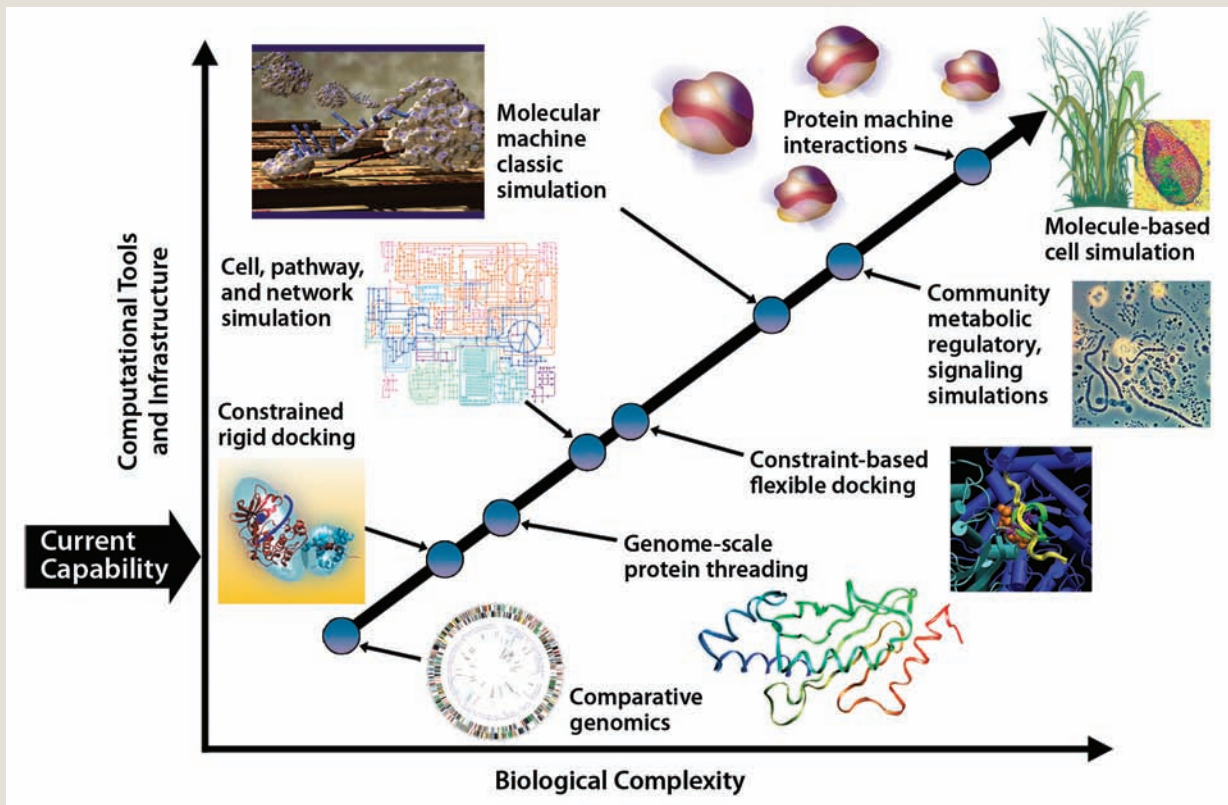 Molecular
machine
classic
simulation
Protein machine
interactions
Molecule-based
cell simulation
Cell, pathway,
and network
simulation
Community
metabolic
regulatory,
signaling
simulations
Constrained
rigid docking
Constraint-based
flexible docking
Current
Capability
Genome-scale
protein threading
Comparative
genomics
Computational Tools
and Infrastructure
Biological Complexity